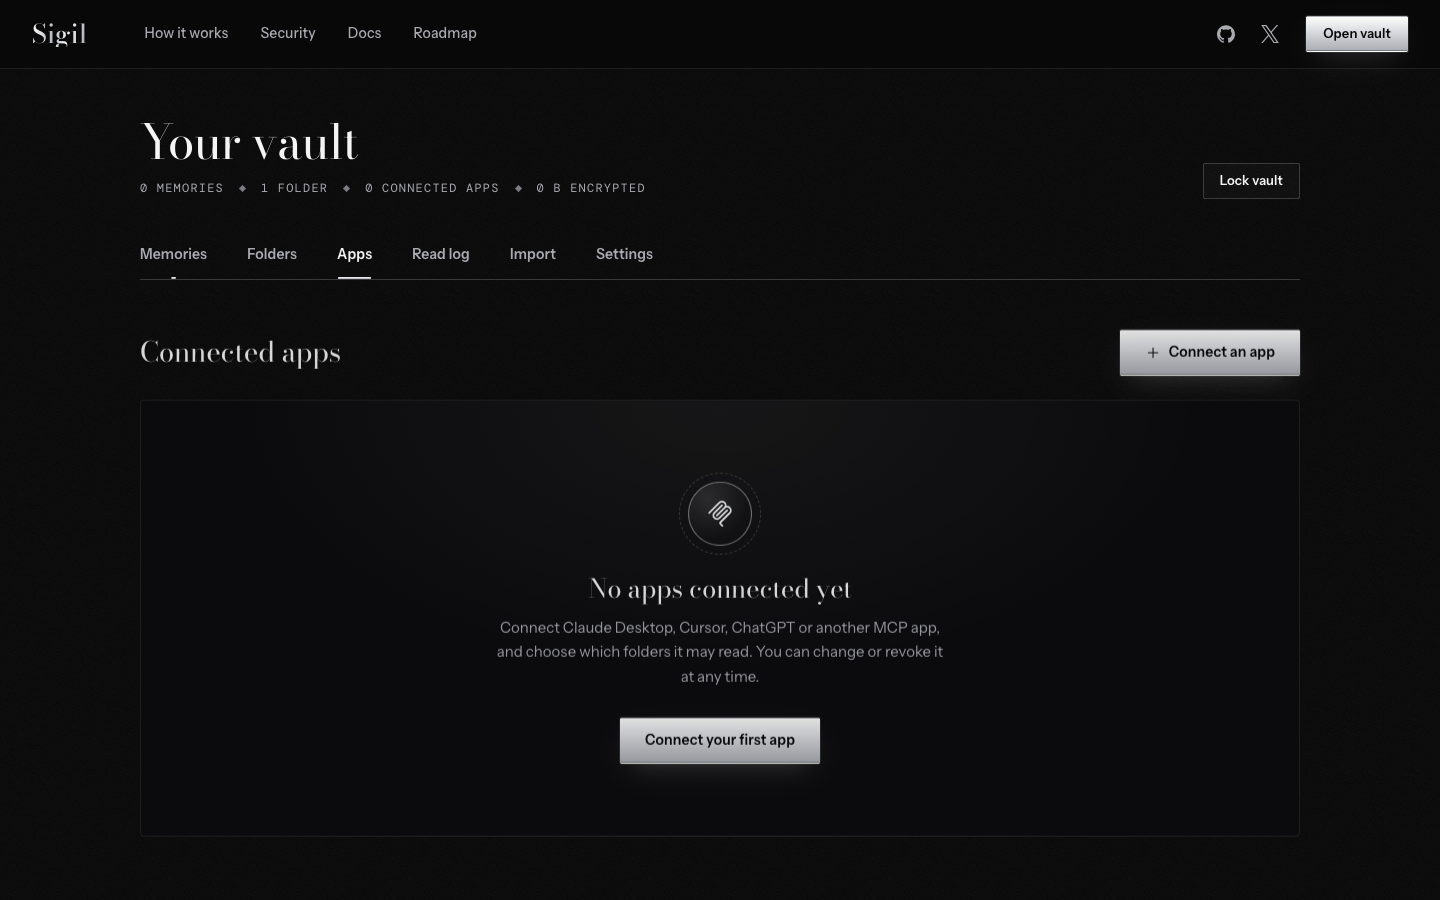 Sigil
How it works
Security
Docs
Roadmap
Open vault
Your vault
0 MEMORIES ◆ 1 FOLDER ◆ 0 CONNECTED APPS ◆ 0 B ENCRYPTED
Lock vault
Memories
Folders
Apps
Read log
Import
Settings
Connected apps
+ Connect an app
No apps connected yet
Connect Claude Desktop, Cursor, ChatGPT or another MCP app,
and choose which folders it may read. You can change or revoke it
at any time.
Connect your first app